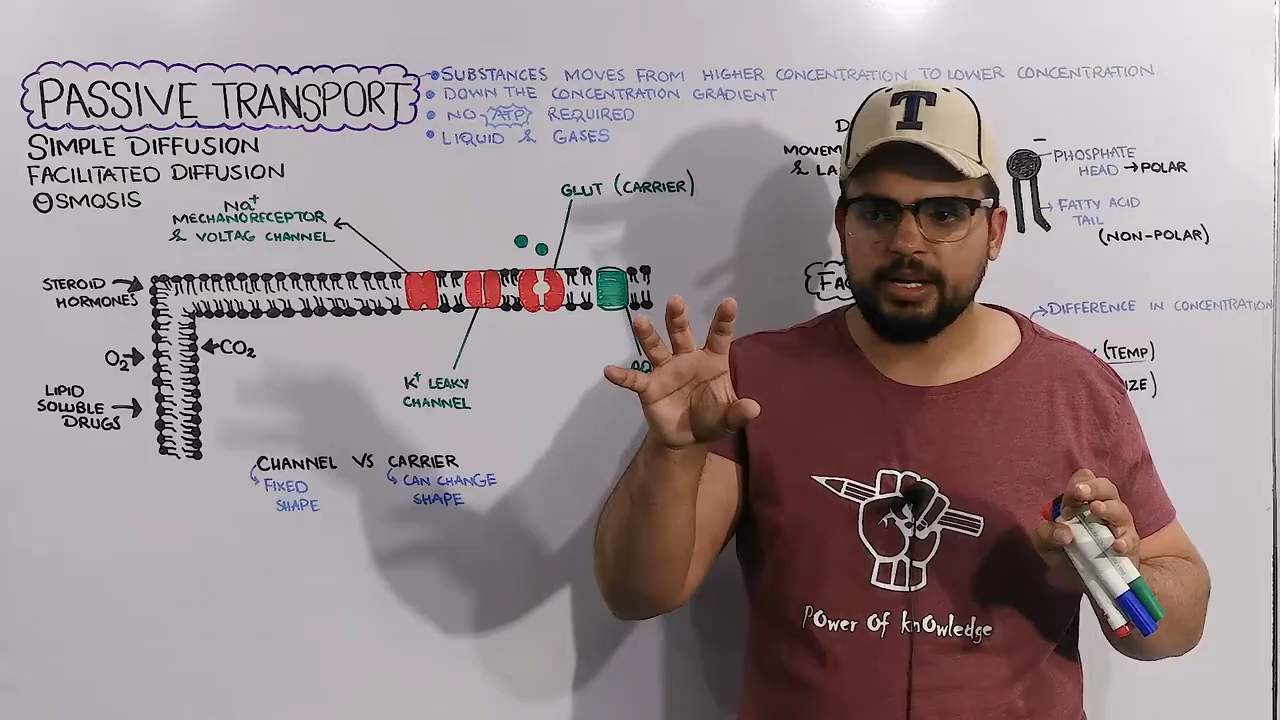 PASSIVE TRANSPORT
SIMPLE DIFFUSION
FACILITATED DIFFUSION
OSMOSIS
SUBSTANCES MOVES FROM HIGHER CONCENTRATION TO LOWER CONCENTRATION
DOWN THE CONCENTRATION GRADIENT
NO ATP REQUIRED
LIQUID & GASES
Na+
MECHANORECEPTOR
& VOLTAG CHANNEL
GLUT (CARRIER)
STEROID
HORMONES
O2
CO2
LIPID
SOLUBLE
DRUGS
K+ LEAKY
CHANNEL
CHANNEL VS CARRIER
FIXED
SHAPE
CAN CHANGE
SHAPE
T
PHOSPHATE
HEAD → POLAR
FATTY ACID
TAIL
(NON-POLAR)
DIFFERENCE IN CONCENTRATION
(TEMP)
Power Of knOwledge